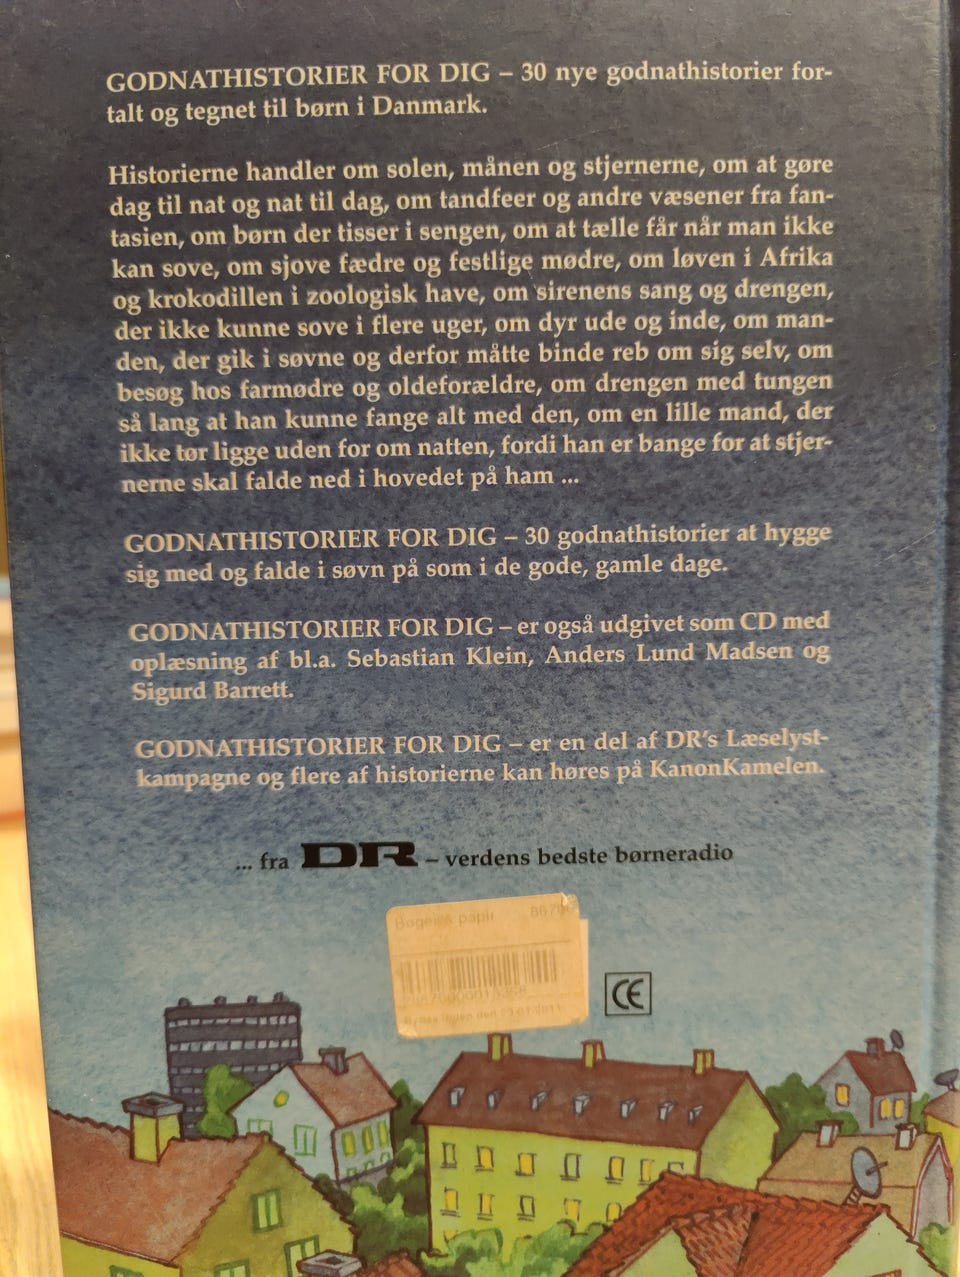 GODNATHISTORIER FOR DIG – 30 nye godnathistorier for-
talt og tegnet til børn i Danmark.
Historierne handler om solen, månen og stjernerne, om at gøre
dag til nat og nat til dag, om tandfeer og andre væsener fra fan-
tasien, om børn der tisser i sengen, om at tælle får når man ikke
kan sove, om sjove fædre og festlige mødre, om løven i Afrika
og krokodillen i zoologisk have, om sirenens sang og drengen,
der ikke kunne sove i flere uger, om dyr ude og inde, om man-
den, der gik i søvne og derfor måtte binde reb om sig selv, om
besøg hos farmødre og oldeforældre, om drengen med tungen
så lang at han kunne fange alt med den, om en lille mand, der
ikke tør ligge uden for om natten, fordi han er bange for at stjer-
nerne skal falde ned i hovedet på ham ...
GODNATHISTORIER FOR DIG – 30 godnathistorier at hygge
sig med og falde i søvn på som i de gode, gamle dage.
GODNATHISTORIER FOR DIG – er også udgivet som CD med
oplæsning af bl.a. Sebastian Klein, Anders Lund Madsen og
Sigurd Barrett.
GODNATHISTORIER FOR DIG – er en del af DR's Læselyst-
kampagne og flere af historierne kan høres på KanonKamelen.
... fra DR – verdens bedste børneradio
papir
CE